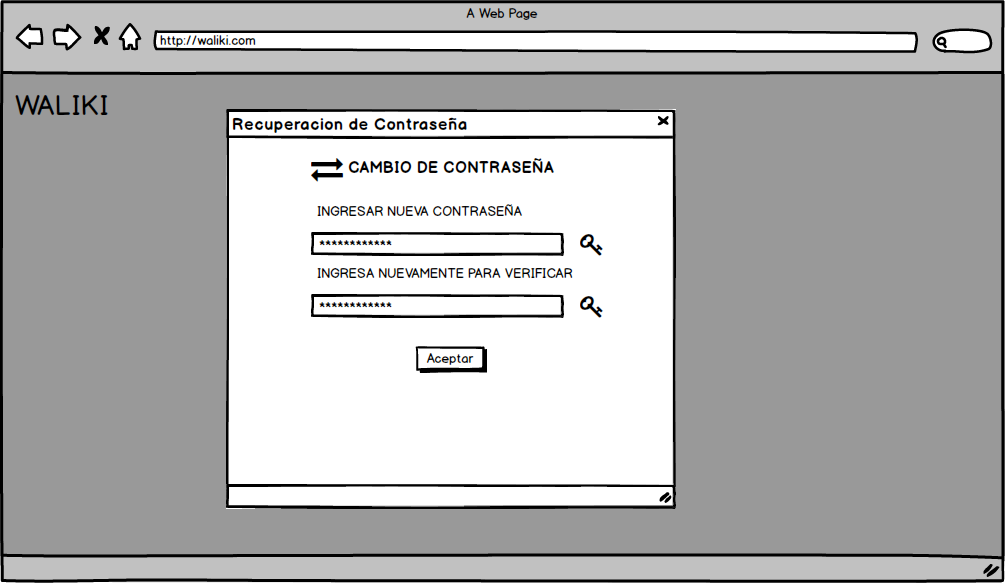 A Web Page
http://waliki.com
WALIKI
Recuperacion de Contraseña
CAMBIO DE CONTRASEÑA
INGRESAR NUEVA CONTRASEÑA
************
INGRESA NUEVAMENTE PARA VERIFICAR
************
Aceptar